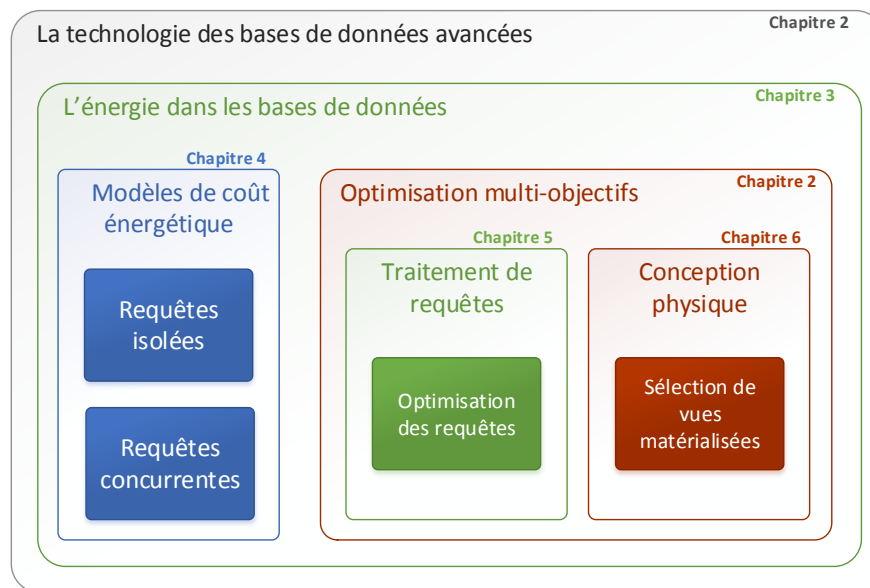 La technologie des bases de données avancées
Chapitre 2
L'énergie dans les bases de données
Chapitre 3
Chapitre 4
Modèles de coût
énergétique
Requêtes
isolées
Requêtes
concurrentes
Optimisation multi-objectifs
Chapitre 2
Chapitre 5
Traitement de
requêtes
Optimisation
des requêtes
Chapitre 6
Conception
physique
Sélection de
vues
matérialisées